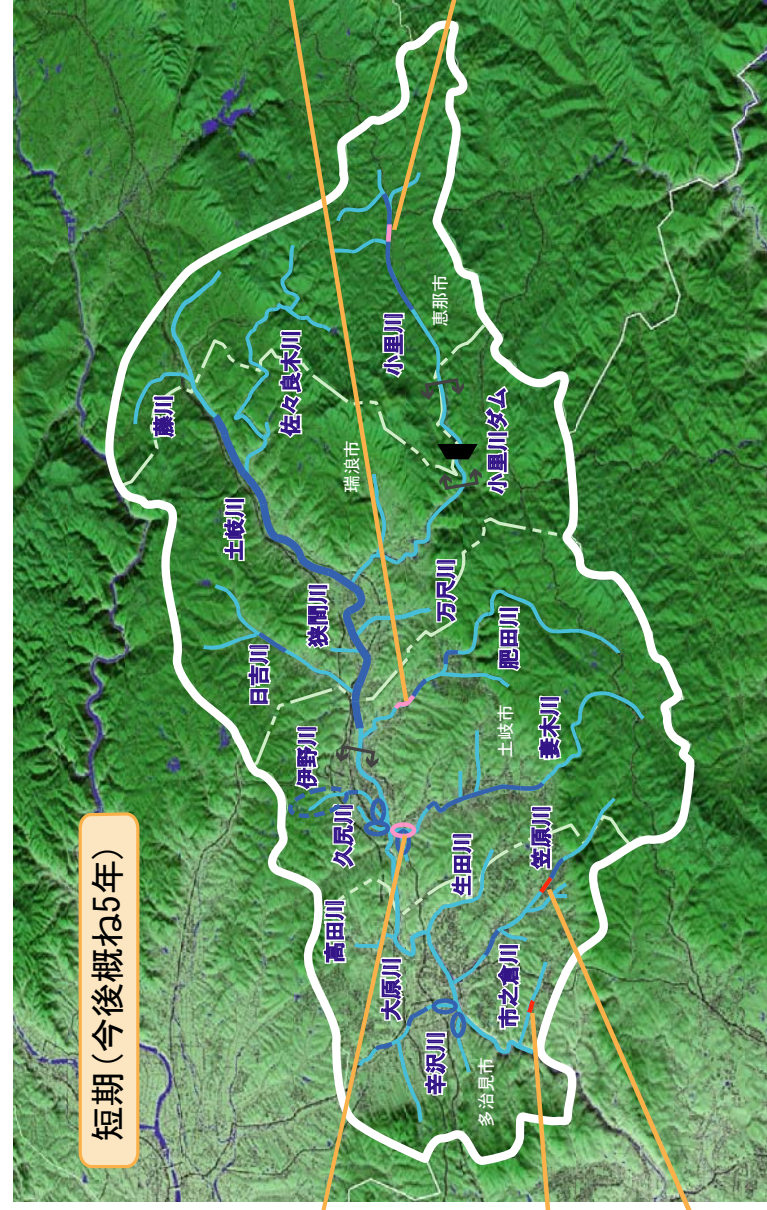 短期(今後概ね5年)
藤川
佐々良木川
小里川
恵那市
瑞浪市
小里川ダム
土岐川
狭間川
万尺川
日吉川
肥田川
伊野川
土岐市
妻木川
久尻川
生田川
笠原川
高田川
大原川
市之倉川
辛沢川
多治見市